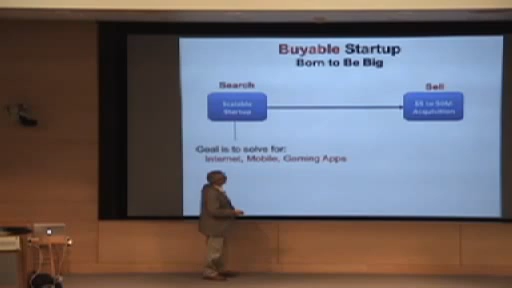 Buyable Startup
Born to Be Big
Search
Sell
Scalable
Startup
Acquisition
Goal is to solve for:
Internet, Mobile, Gaming Apps